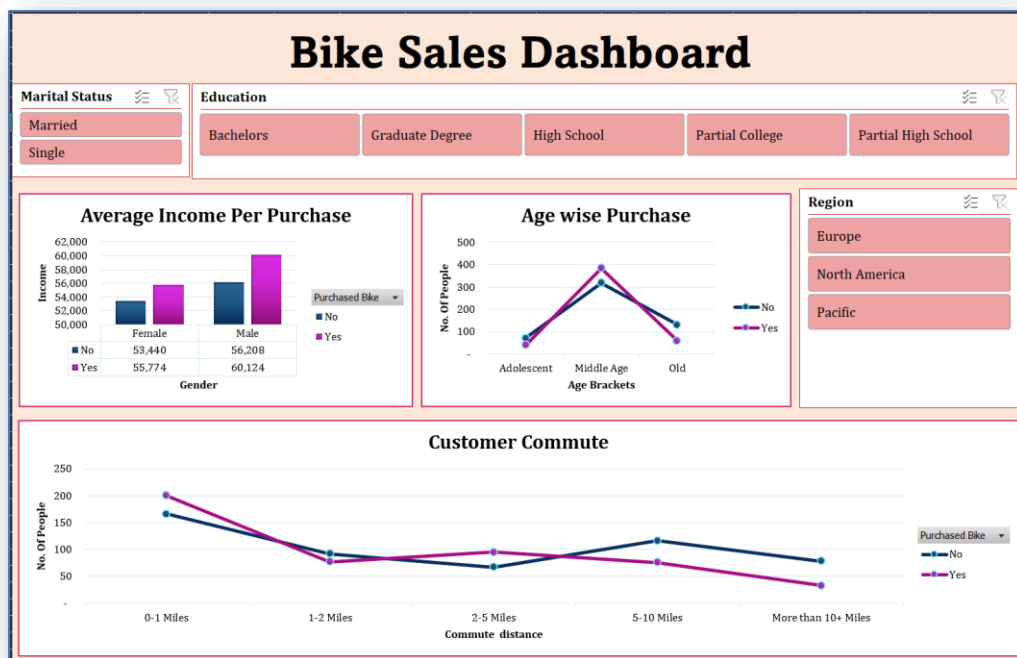 Bike Sales Dashboard
Marital Status
Married
Single
Education
Bachelors
Graduate Degree
High School
Partial College
Partial High School
Average Income Per Purchase
Income
62,000
60,000
58,000
56,000
54,000
52,000
50,000
Female Male
No 53,440 56,208
Yes 55,774 60,124
Gender
Purchased Bike
No
Yes
Age wise Purchase
No. Of People
500
400
300
200
100
-
Adolescent Middle Age Old
Age Brackets
No
Yes
Region
Europe
North America
Pacific
Customer Commute
No. Of People
250
200
150
100
50
-
0-1 Miles 1-2 Miles 2-5 Miles 5-10 Miles More than 10+ Miles
Commute distance
Purchased Bike
No
Yes